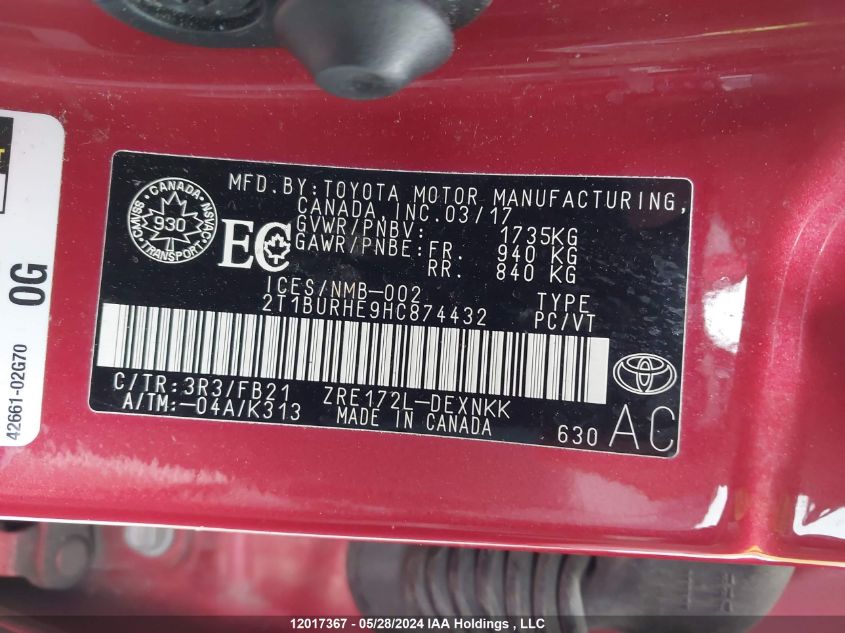 MFD.BY:TOYOTA MOTOR MANUFACTURING,
CANADA, INC.03/17
GVWR/PNBV: 1735KG
GAWR/PNBE:FR. 940 KG
RR. 840 KG
CANADA
930
TRANSPORT
EC
ICES/NMB-002 TYPE
2T1BURHE9HC874432 PC/VT
C/TR:3R3/FB21 ZRE172L-DEXNKK
A/TM:-04A/K313 MADE IN CANADA
630 AC
TOYOTA
0G
42661-02G70
12017367 - 05/28/2024 IAA Holdings , LLC